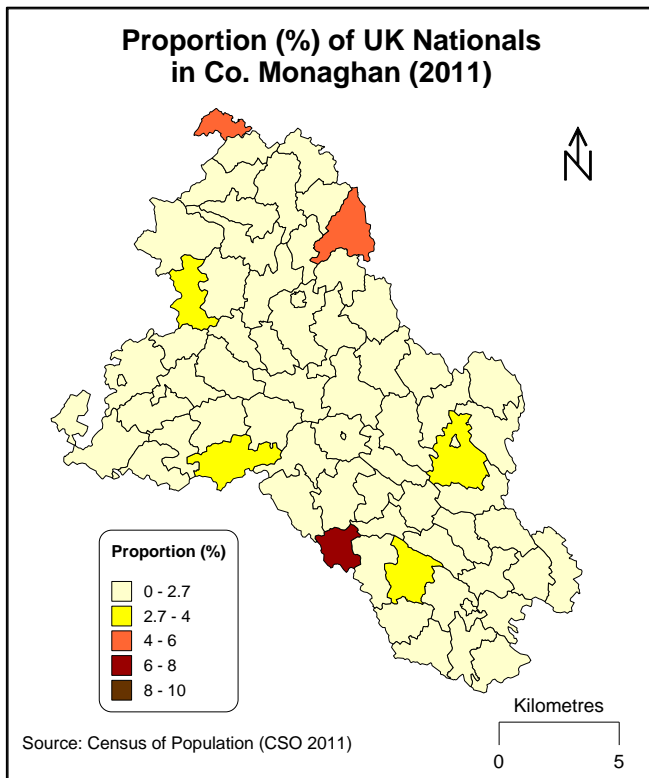 Proportion (%) of UK Nationals
in Co. Monaghan (2011)
N
Proportion (%)
0 - 2.7
2.7 - 4
4 - 6
6 - 8
8 - 10
Kilometres
0 5
Source: Census of Population (CSO 2011)